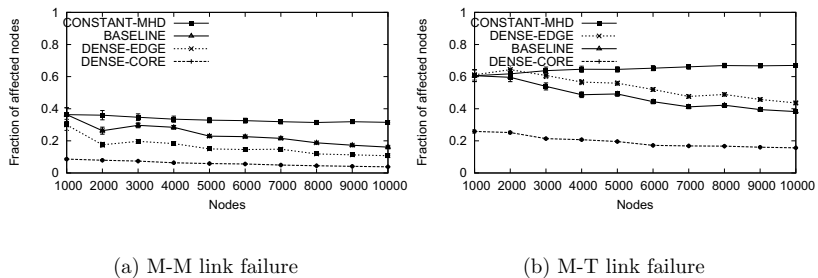 Fraction of affected nodes
1
0.8
0.6
0.4
0.2
0
CONSTANT-MHD
BASELINE
DENSE-EDGE
DENSE-CORE
1000 2000 3000 4000 5000 6000 7000 8000 9000 10000
Nodes
(a) M-M link failure
Fraction of affected nodes
1
0.8
0.6
0.4
0.2
0
CONSTANT-MHD
DENSE-EDGE
BASELINE
DENSE-CORE
1000 2000 3000 4000 5000 6000 7000 8000 9000 10000
Nodes
(b) M-T link failure